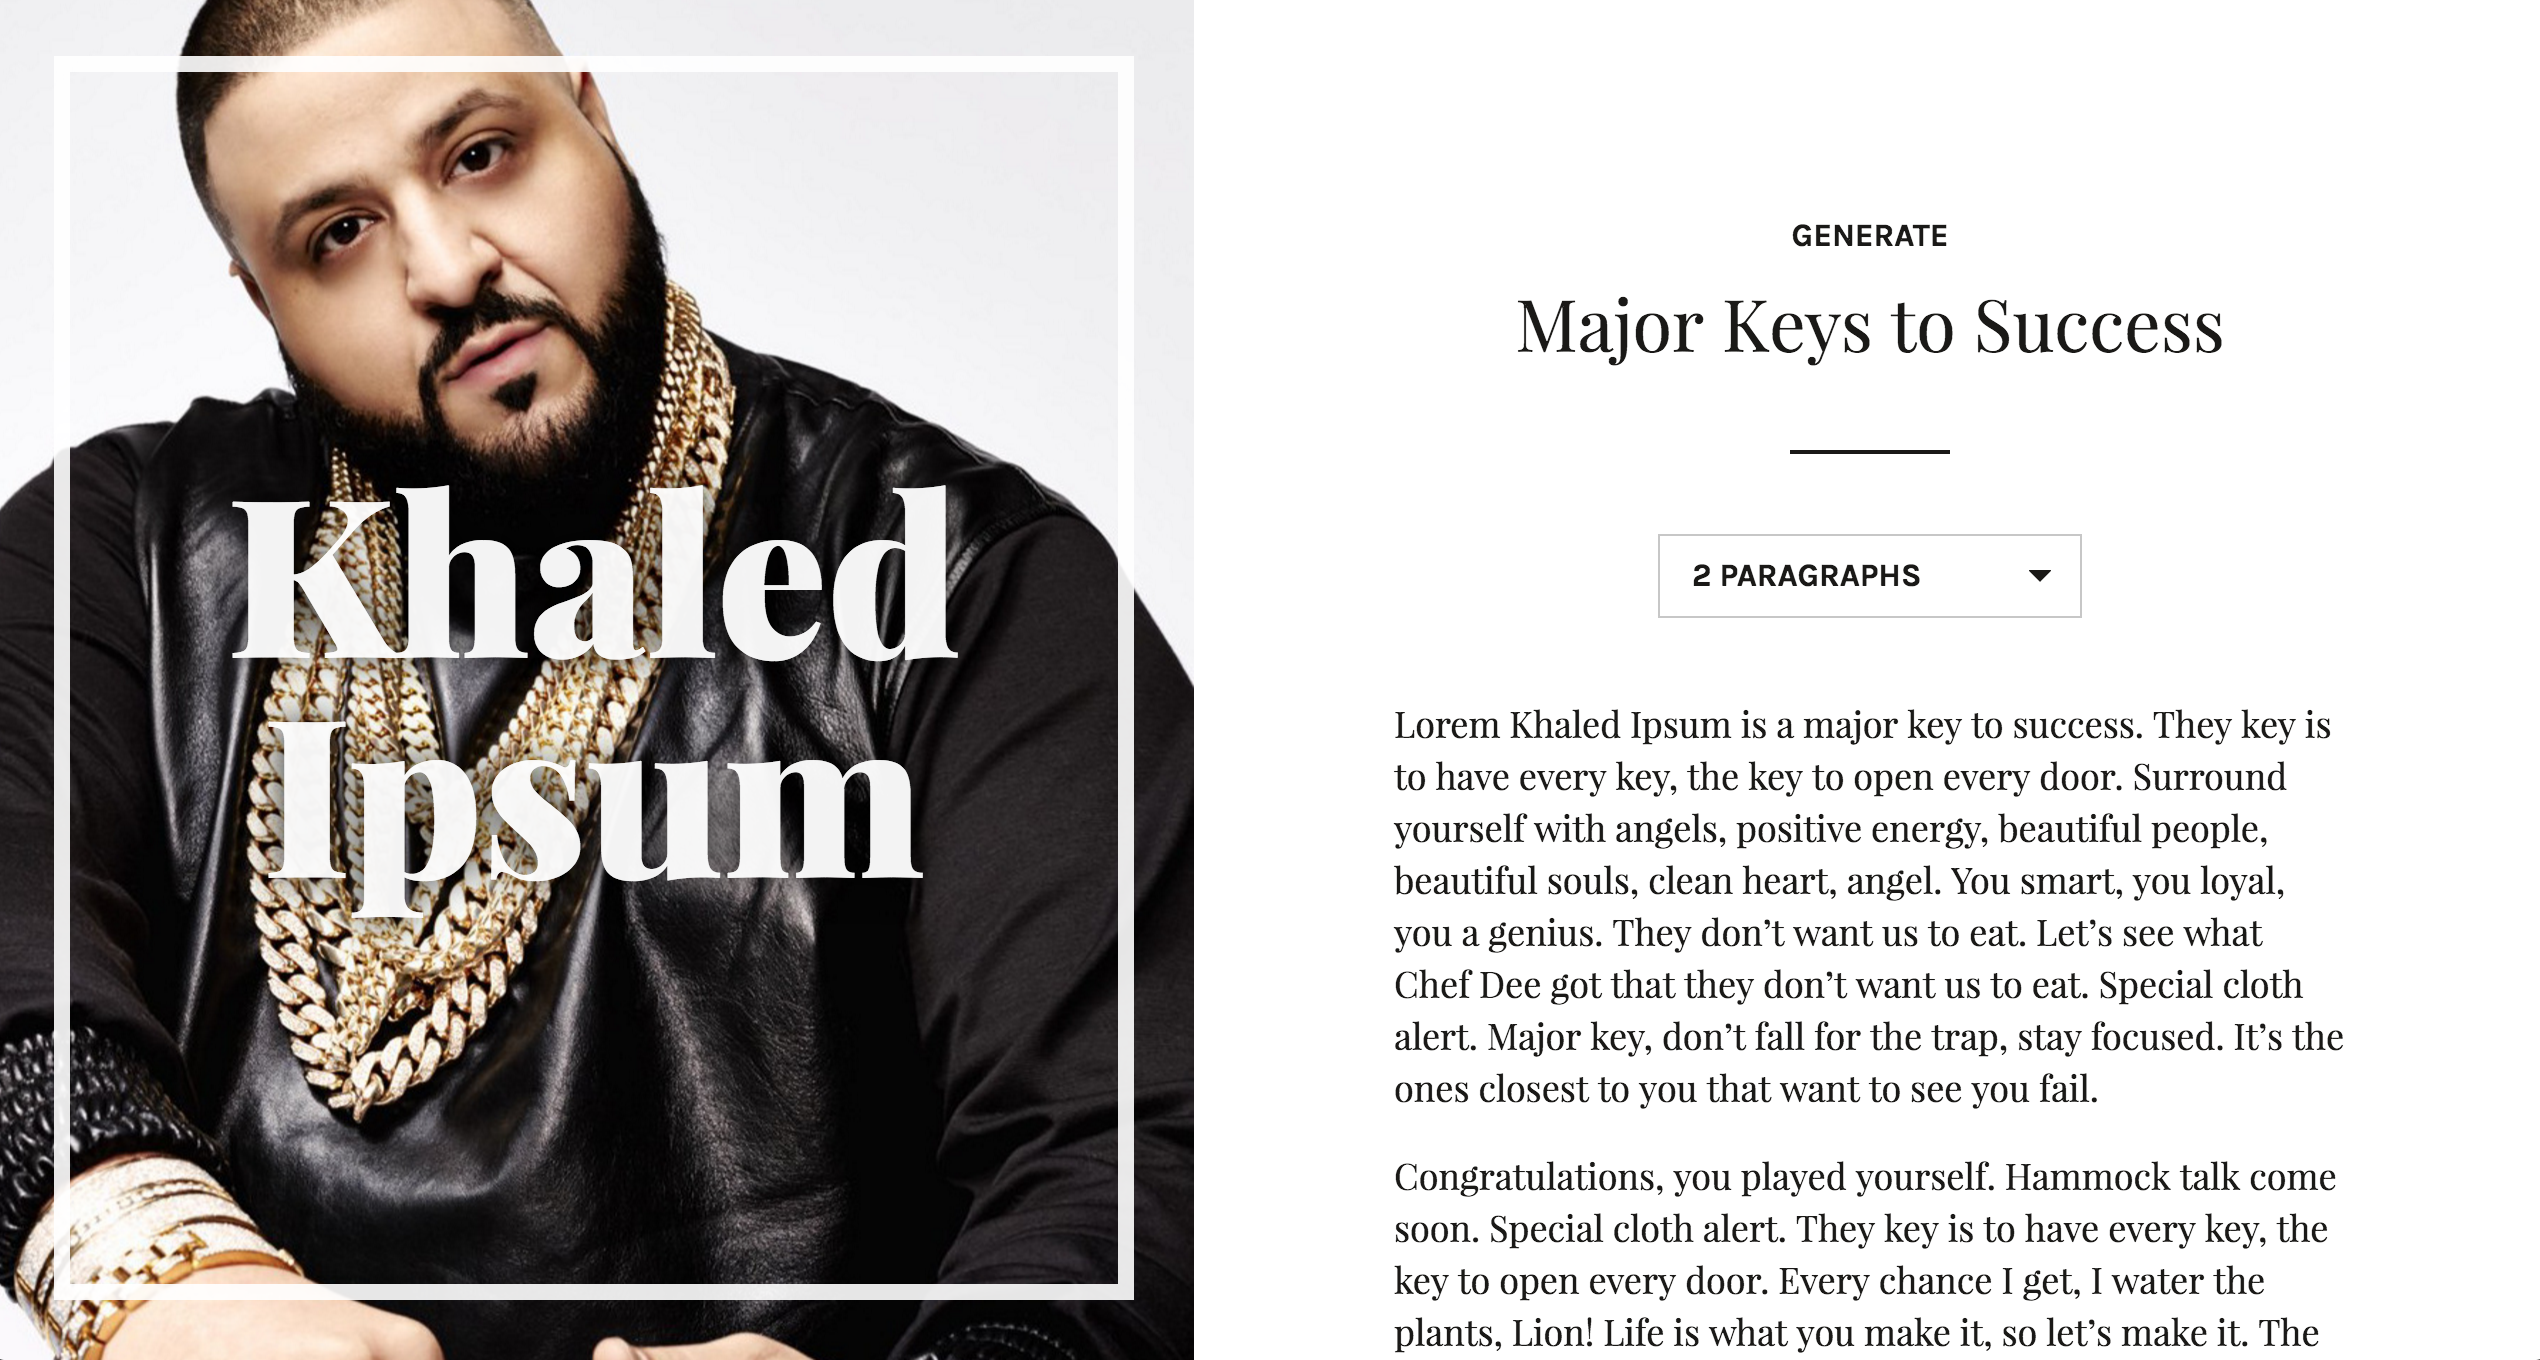 Khaled
Ipsum
GENERATE
Major Keys to Success
2 PARAGRAPHS
Lorem Khaled Ipsum is a major key to success. They key is
to have every key, the key to open every door. Surround
yourself with angels, positive energy, beautiful people,
beautiful souls, clean heart, angel. You smart, you loyal,
you a genius. They don’t want us to eat. Let’s see what
Chef Dee got that they don’t want us to eat. Special cloth
alert. Major key, don’t fall for the trap, stay focused. It’s the
ones closest to you that want to see you fail.
Congratulations, you played yourself. Hammock talk come
soon. Special cloth alert. They key is to have every key, the
key to open every door. Every chance I get, I water the
plants, Lion! Life is what you make it, so let’s make it. The